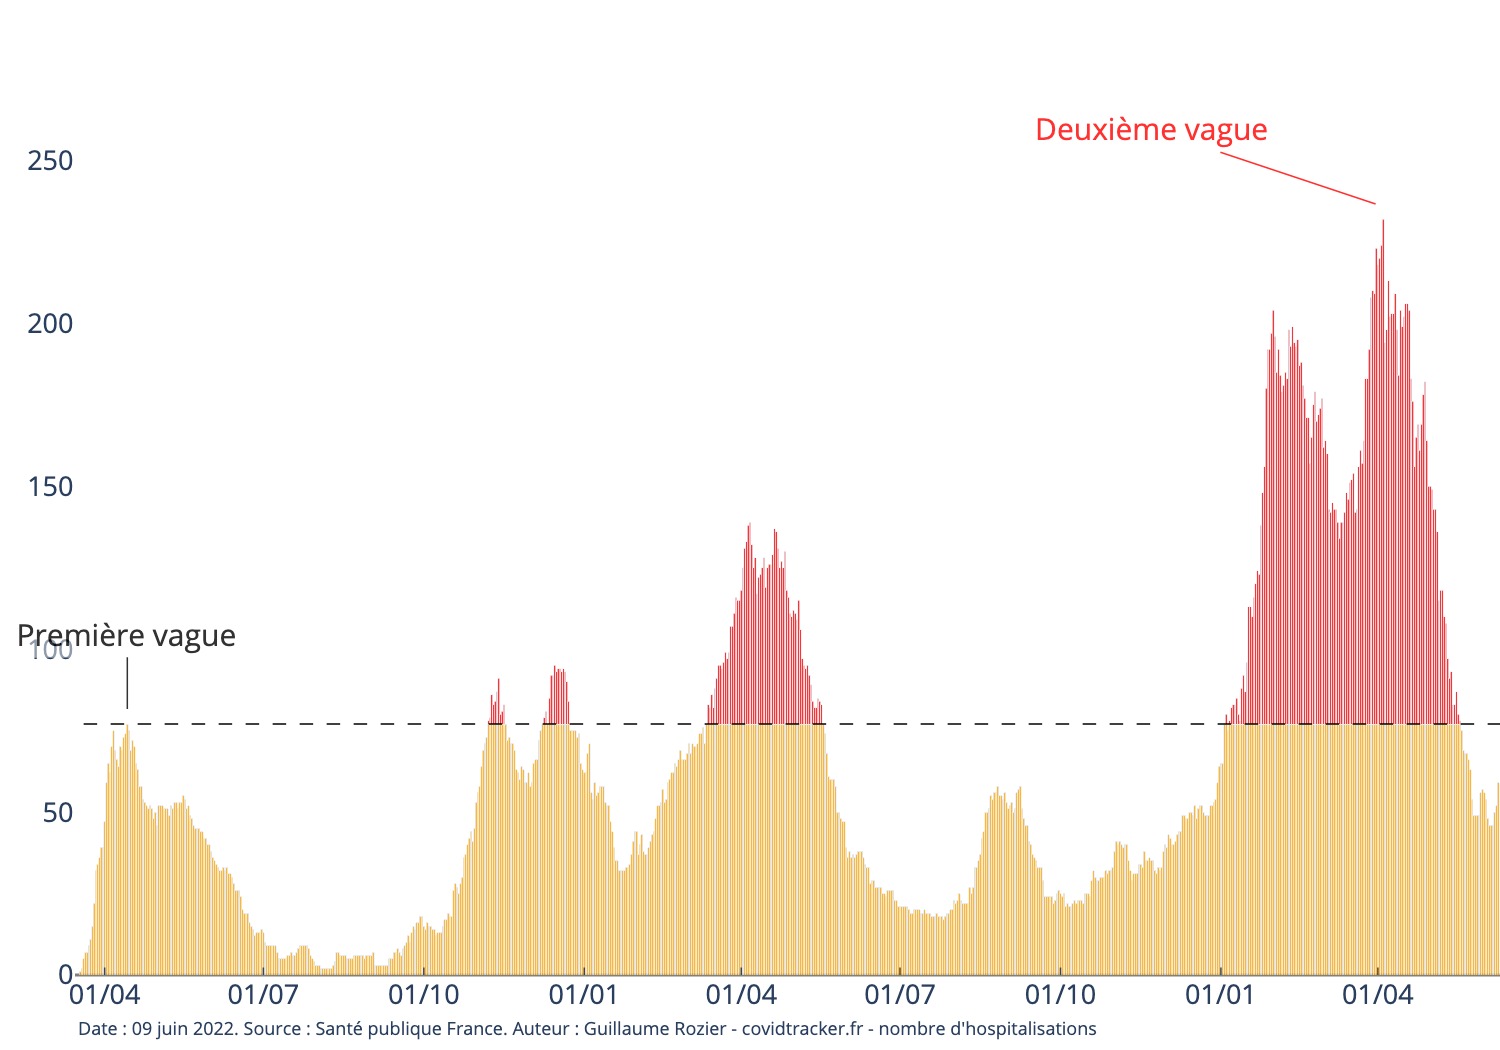 Deuxième vague
250
200
150
Première vague
100
50
0
01/04 01/07 01/10 01/01 01/04 01/07 01/10 01/01 01/04
Date : 09 juin 2022. Source : Santé publique France. Auteur : Guillaume Rozier - covidtracker.fr - nombre d'hospitalisations